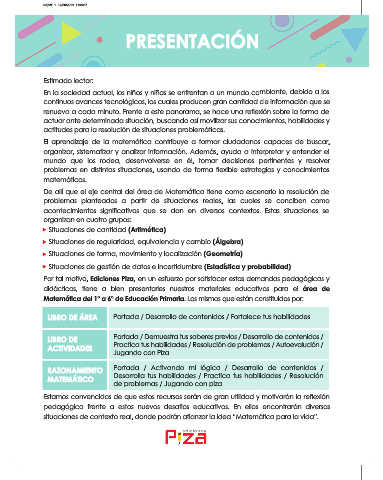 PRESENTACIÓN
Estimado lector:
En la sociedad actual, los niños y niñas se enfrentan a un mundo cambiante, debido a los
continuos avances tecnológicos, los cuales producen gran cantidad de información que se
renueva a cada minuto. Frente a este panorama, se hace una reflexión sobre la forma de
actuar ante determinada situación, buscando así movilizar sus conocimientos, habilidades y
actitudes para la resolución de situaciones problemáticas.
El aprendizaje de la matemática contribuye a formar ciudadanos capaces de buscar,
organizar, sistematizar y analizar información. Además, ayuda a interpretar y entender el
mundo que los rodea, desenvolverse en él, tomar decisiones pertinentes y resolver
problemas en distintas situaciones, usando de forma flexible estrategias y conocimientos
matemáticos.
De allí que el eje central del área de Matemática tiene como escenario la resolución de
problemas planteados a partir de situaciones reales, las cuales se conciben como
acontecimientos significativos que se dan en diversos contextos. Estas situaciones se
organizan en cuatro grupos:
Situaciones de cantidad (Aritmética)
Situaciones de regularidad, equivalencia y cambio (Álgebra)
Situaciones de forma, movimiento y localización (Geometría)
Situaciones de gestión de datos e incertidumbre (Estadística y probabilidad)
Por tal motivo, Ediciones Piza, en un esfuerzo por satisfacer estas demandas pedagógicas y
didácticas, tiene a bien presentarles nuestros materiales educativos para el área de
Matemática del 1° a 6° de Educación Primaria. Los mismos que están constituidos por:
LIBRO DE ÁREA Portada / Desarrollo de contenidos / Fortalece tus habilidades
LIBRO DE ACTIVIDADES Portada / Demuestra tus saberes previos / Desarrollo de contenidos /
Practica tus habilidades / Resolución de problemas / Autoevaluación /
Jugando con Piza
RAZONAMIENTO MATEMÁTICO Portada / Activando mi lógica / Desarrollo de contenidos /
Desarrolla tus habilidades / Practica tus habilidades / Resolución
de problemas / Jugando con piza
Estamos convencidos de que estos recursos serán de gran utilidad y motivarán la reflexión
pedagógica frente a estos nuevos desafíos educativos. En ellos encontrarán diversas
situaciones de contexto real, donde podrán afianzar la idea “Matemática para la vida”.
Piza